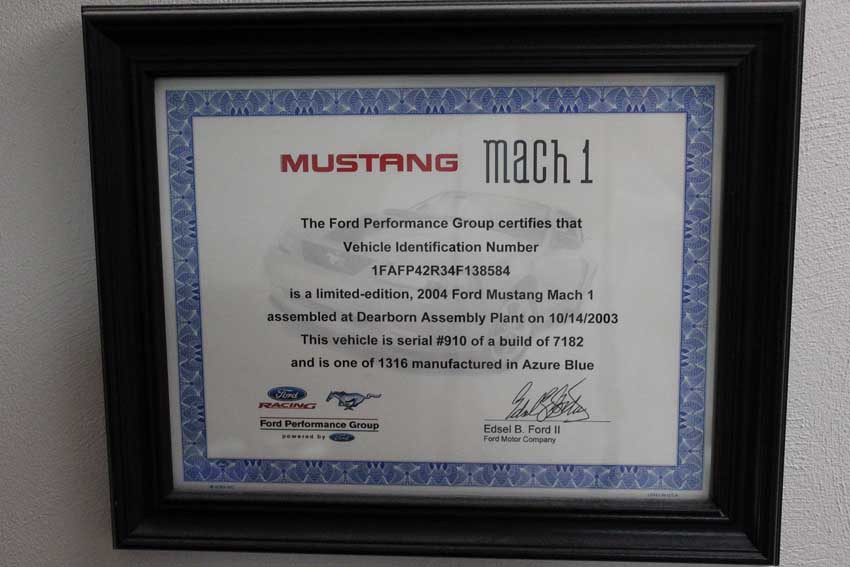 MUSTANG mach 1
The Ford Performance Group certifies that
Vehicle Identification Number
1FAFP42R34F138584
is a limited-edition, 2004 Ford Mustang Mach 1
assembled at Dearborn Assembly Plant on 10/14/2003
This vehicle is serial #910 of a build of 7182
and is one of 1316 manufactured in Azure Blue
Ford
RACING
Ford Performance Group
powered by Ford
Edsel B. Ford II
Ford Motor Company
U.S.A.